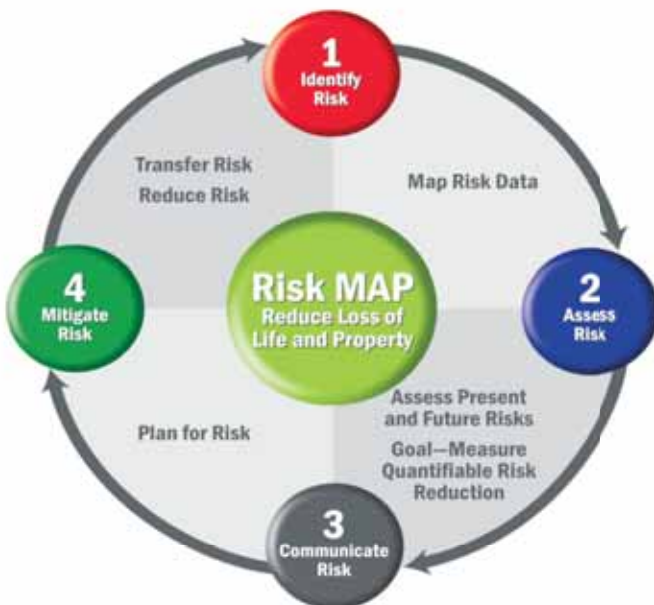 1
Identify
Risk
Transfer Risk
Reduce Risk
Map Risk Data
4
Mitigate
Risk
Risk MAP
Reduce Loss of
Life and Property
2
Assess
Risk
Plan for Risk
Assess Present
and Future Risks
Goal—Measure
Quantifiable Risk
Reduction
3
Communicate
Risk